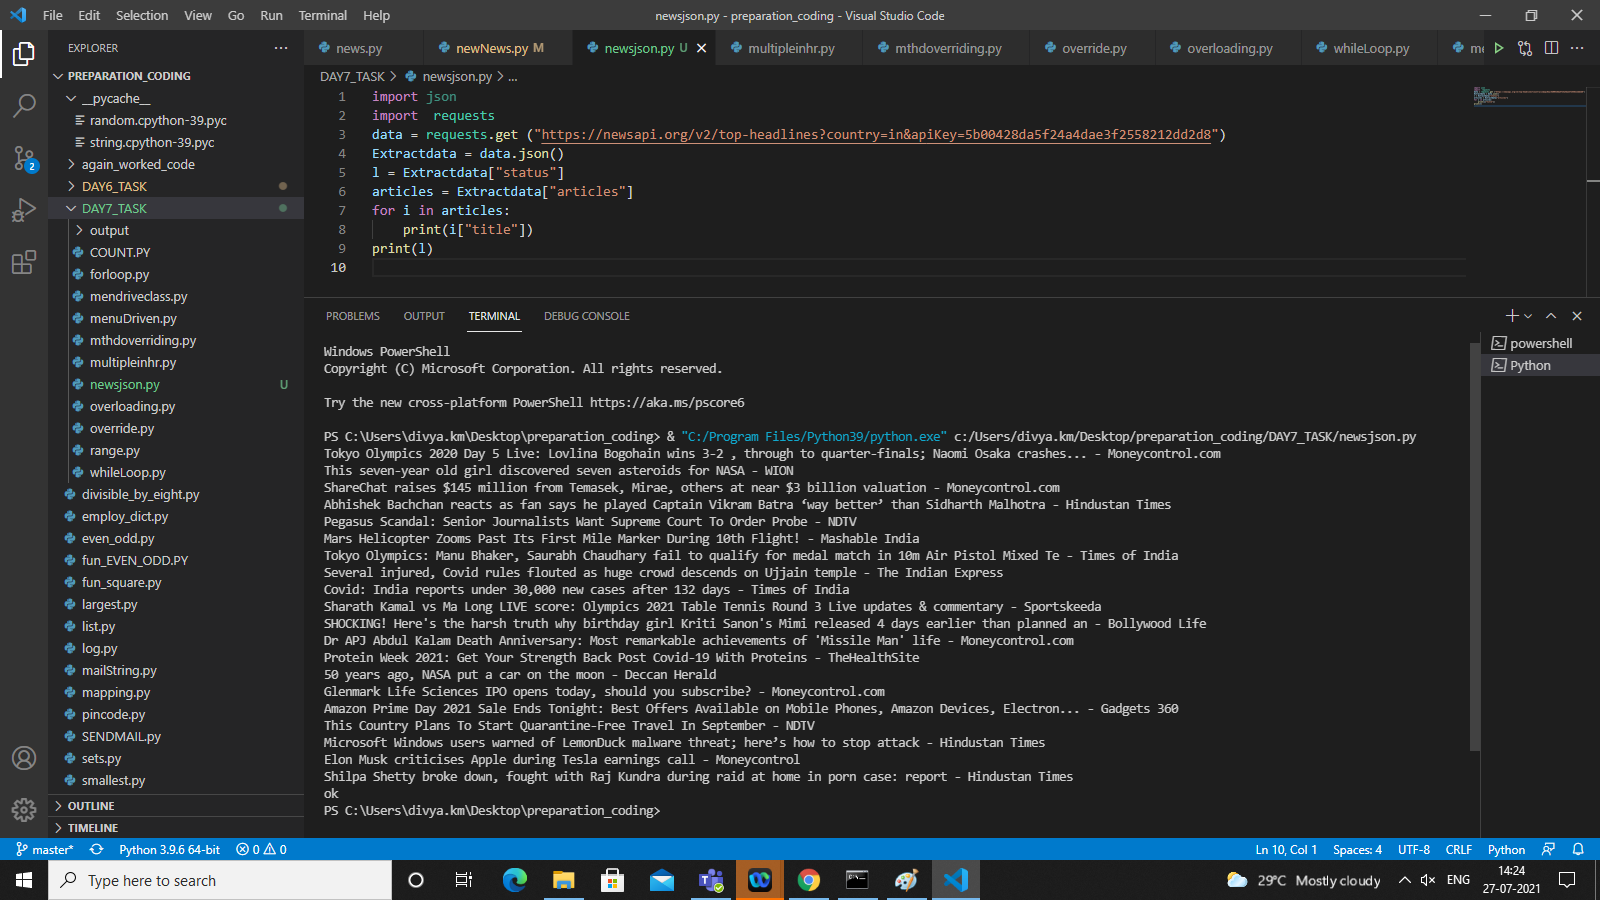 File Edit Selection View Go Run Terminal Help
newsjson.py - preparation_coding - Visual Studio Code
EXPLORER
news.py newNews.py M newsjson.py U multipleinhr.py mthdoverriding.py override.py overloading.py whileLoop.py me
PREPARATION_CODING
__pycache__
random.cpython-39.pyc
string.cpython-39.pyc
again_worked_code
DAY6_TASK
DAY7_TASK
output
COUNT.PY
forloop.py
mendriveclass.py
menuDriven.py
mthdoverriding.py
multipleinhr.py
newsjson.py U
overloading.py
override.py
range.py
whileLoop.py
divisible_by_eight.py
employ_dict.py
even_odd.py
fun_EVEN_ODD.PY
fun_square.py
largest.py
list.py
log.py
mailString.py
mapping.py
pincode.py
SENDMAIL.py
sets.py
smallest.py
OUTLINE
TIMELINE
2
DAY7_TASK > newsjson.py > ...
1 import json
2 import  requests
3 data = requests.get ("https://newsapi.org/v2/top-headlines?country=in&apiKey=5b00428da5f24a4dae3f2558212dd2d8")
4 Extractdata = data.json()
5 l = Extractdata["status"]
6 articles = Extractdata["articles"]
7 for i in articles:
8     print(i["title"])
9 print(l)
10
PROBLEMS OUTPUT TERMINAL DEBUG CONSOLE
powershell
Python
Windows PowerShell
Copyright (C) Microsoft Corporation. All rights reserved.
Try the new cross-platform PowerShell https://aka.ms/pscore6
PS C:\Users\divya.km\Desktop\preparation_coding> & "C:/Program Files/Python39/python.exe" c:/Users/divya.km/Desktop/preparation_coding/DAY7_TASK/newsjson.py
Tokyo Olympics 2020 Day 5 Live: Lovlina Bogohain wins 3-2 , through to quarter-finals; Naomi Osaka crashes... - Moneycontrol.com
This seven-year old girl discovered seven asteroids for NASA - WION
ShareChat raises $145 million from Temasek, Mirae, others at near $3 billion valuation - Moneycontrol.com
Abhishek Bachchan reacts as fan says he played Captain Vikram Batra ‘way better’ than Sidharth Malhotra - Hindustan Times
Pegasus Scandal: Senior Journalists Want Supreme Court To Order Probe - NDTV
Mars Helicopter Zooms Past Its First Mile Marker During 10th Flight! - Mashable India
Tokyo Olympics: Manu Bhaker, Saurabh Chaudhary fail to qualify for medal match in 10m Air Pistol Mixed Te - Times of India
Several injured, Covid rules flouted as huge crowd descends on Ujjain temple - The Indian Express
Covid: India reports under 30,000 new cases after 132 days - Times of India
Sharath Kamal vs Ma Long LIVE score: Olympics 2021 Table Tennis Round 3 Live updates & commentary - Sportskeeda
SHOCKING! Here's the harsh truth why birthday girl Kriti Sanon's Mimi released 4 days earlier than planned an - Bollywood Life
Dr APJ Abdul Kalam Death Anniversary: Most remarkable achievements of 'Missile Man' life - Moneycontrol.com
Protein Week 2021: Get Your Strength Back Post Covid-19 With Proteins - TheHealthSite
50 years ago, NASA put a car on the moon - Deccan Herald
Glenmark Life Sciences IPO opens today, should you subscribe? - Moneycontrol.com
Amazon Prime Day 2021 Sale Ends Tonight: Best Offers Available on Mobile Phones, Amazon Devices, Electron... - Gadgets 360
This Country Plans To Start Quarantine-Free Travel In September - NDTV
Microsoft Windows users warned of LemonDuck malware threat; here’s how to stop attack - Hindustan Times
Elon Musk criticises Apple during Tesla earnings call - Moneycontrol
Shilpa Shetty broke down, fought with Raj Kundra during raid at home in porn case: report - Hindustan Times
ok
PS C:\Users\divya.km\Desktop\preparation_coding>
master* Python 3.9.6 64-bit 0 0 Ln 10, Col 1 Spaces: 4 UTF-8 CRLF Python
Type here to search
29°C Mostly cloudy ENG
14:24
27-07-2021